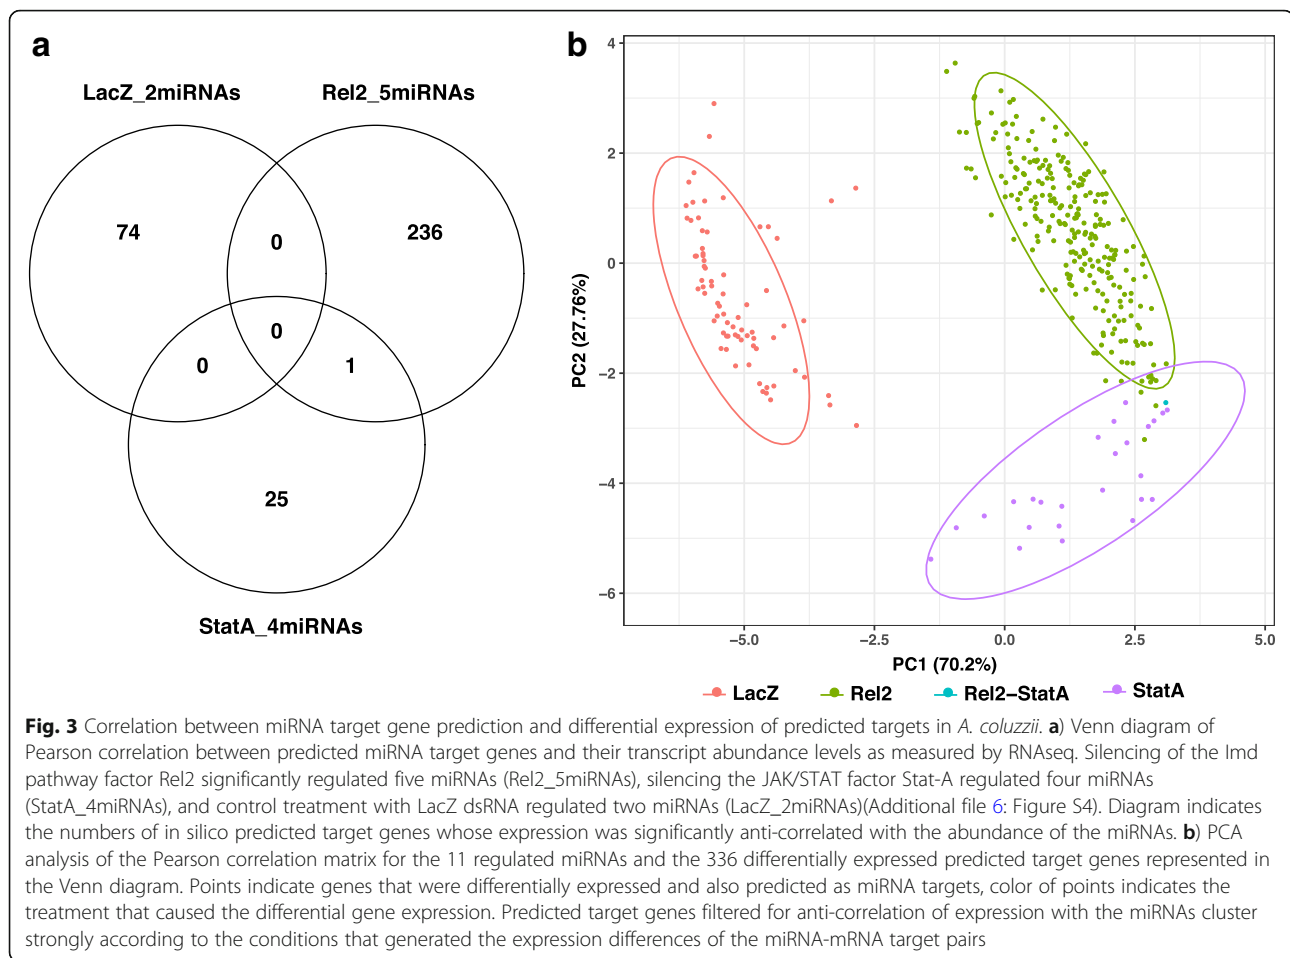 a
LacZ_2miRNAs
Rel2_5miRNAs
74
0
236
0
0
1
25
StatA_4miRNAs
b
4
2
0
−2
−4
−6
PC2 (27.76%)
−5.0
−2.5
0.0
2.5
5.0
PC1 (70.2%)
LacZ
Rel2
Rel2−StatA
StatA
Fig. 3 Correlation between miRNA target gene prediction and differential expression of predicted targets in A. coluzzii. a) Venn diagram of
Pearson correlation between predicted miRNA target genes and their transcript abundance levels as measured by RNAseq. Silencing of the Imd
pathway factor Rel2 significantly regulated five miRNAs (Rel2_5miRNAs), silencing the JAK/STAT factor Stat-A regulated four miRNAs
(StatA_4miRNAs), and control treatment with LacZ dsRNA regulated two miRNAs (LacZ_2miRNAs)(Additional file 6: Figure S4). Diagram indicates
the numbers of in silico predicted target genes whose expression was significantly anti-correlated with the abundance of the miRNAs. b) PCA
analysis of the Pearson correlation matrix for the 11 regulated miRNAs and the 336 differentially expressed predicted target genes represented in
the Venn diagram. Points indicate genes that were differentially expressed and also predicted as miRNA targets, color of points indicates the
treatment that caused the differential gene expression. Predicted target genes filtered for anti-correlation of expression with the miRNAs cluster
strongly according to the conditions that generated the expression differences of the miRNA-mRNA target pairs